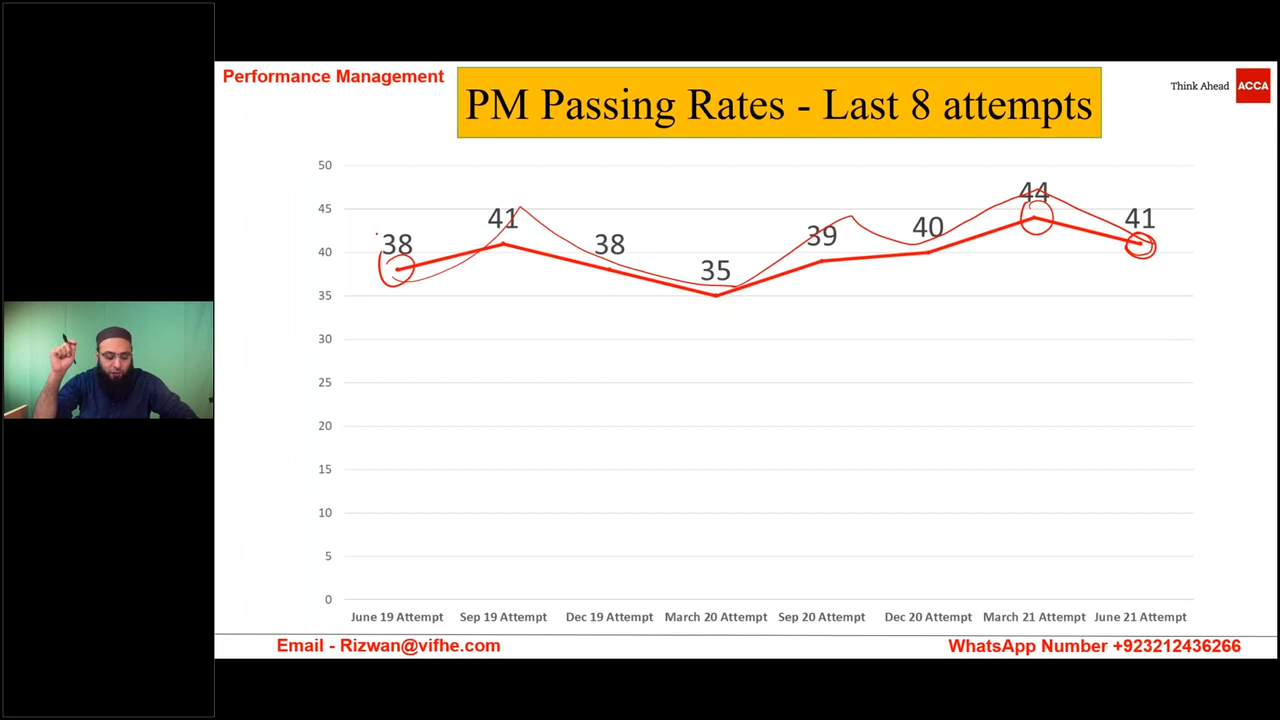 Performance Management
PM Passing Rates - Last 8 attempts
Think Ahead ACCA
50
45
40
35
30
25
20
15
10
5
0
38
41
38
35
39
40
44
41
June 19 Attempt
Sep 19 Attempt
Dec 19 Attempt
March 20 Attempt
Sep 20 Attempt
Dec 20 Attempt
March 21 Attempt
June 21 Attempt
Email - Rizwan@vifhe.com
WhatsApp Number +923212436266